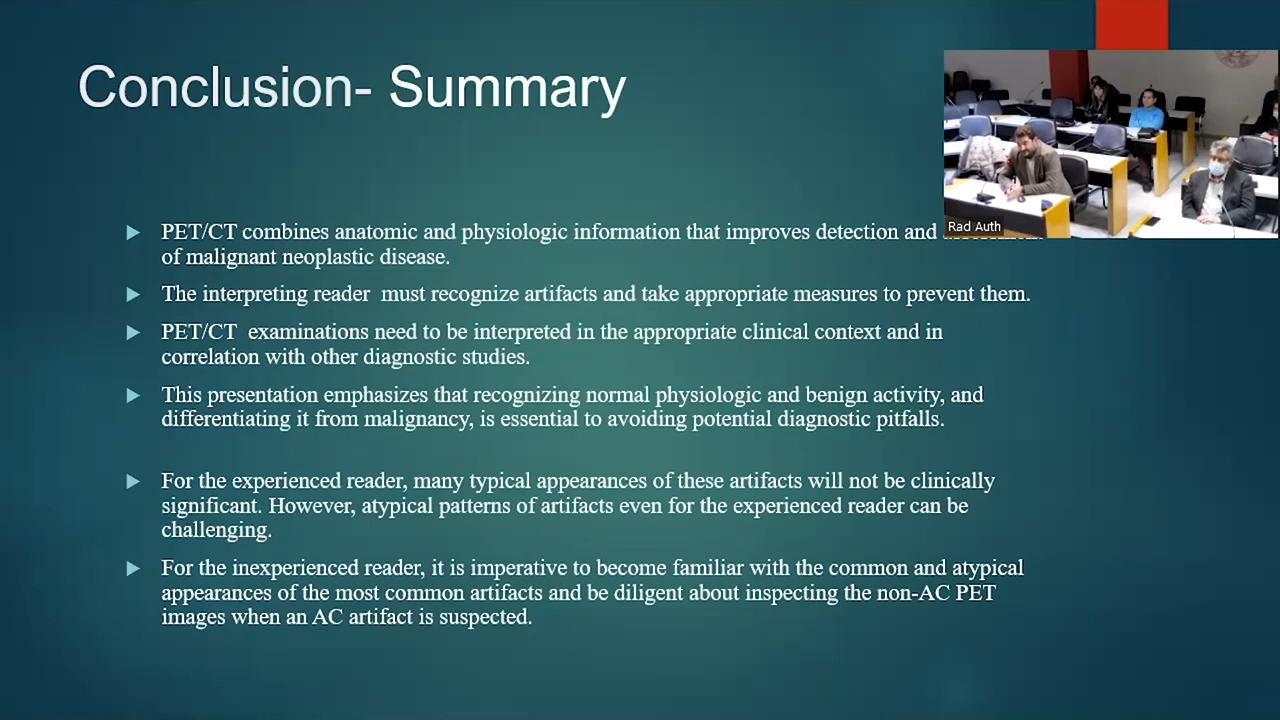 Conclusion- Summary
Rad Auth
PET/CT combines anatomic and physiologic information that improves detection and
of malignant neoplastic disease.
The interpreting reader must recognize artifacts and take appropriate measures to prevent them.
PET/CT examinations need to be interpreted in the appropriate clinical context and in
correlation with other diagnostic studies.
This presentation emphasizes that recognizing normal physiologic and benign activity, and
differentiating it from malignancy, is essential to avoiding potential diagnostic pitfalls.
For the experienced reader, many typical appearances of these artifacts will not be clinically
significant. However, atypical patterns of artifacts even for the experienced reader can be
challenging.
For the inexperienced reader, it is imperative to become familiar with the common and atypical
appearances of the most common artifacts and be diligent about inspecting the non-AC PET
images when an AC artifact is suspected.